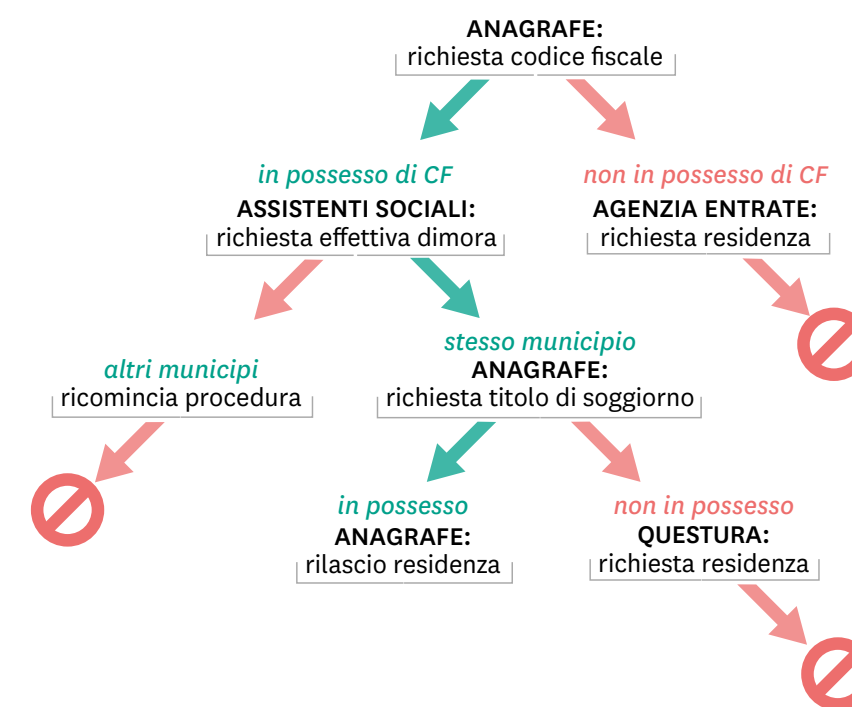 ANAGRAFE:
richiesta codice fiscale
in possesso di CF
ASSISTENTI SOCIALI:
richiesta effettiva dimora
non in possesso di CF
AGENZIA ENTRATE:
richiesta residenza
altri municipi
ricomincia procedura
stesso municipio
ANAGRAFE:
richiesta titolo di soggiorno
in possesso
ANAGRAFE:
rilascio residenza
non in possesso
QUESTURA:
richiesta residenza